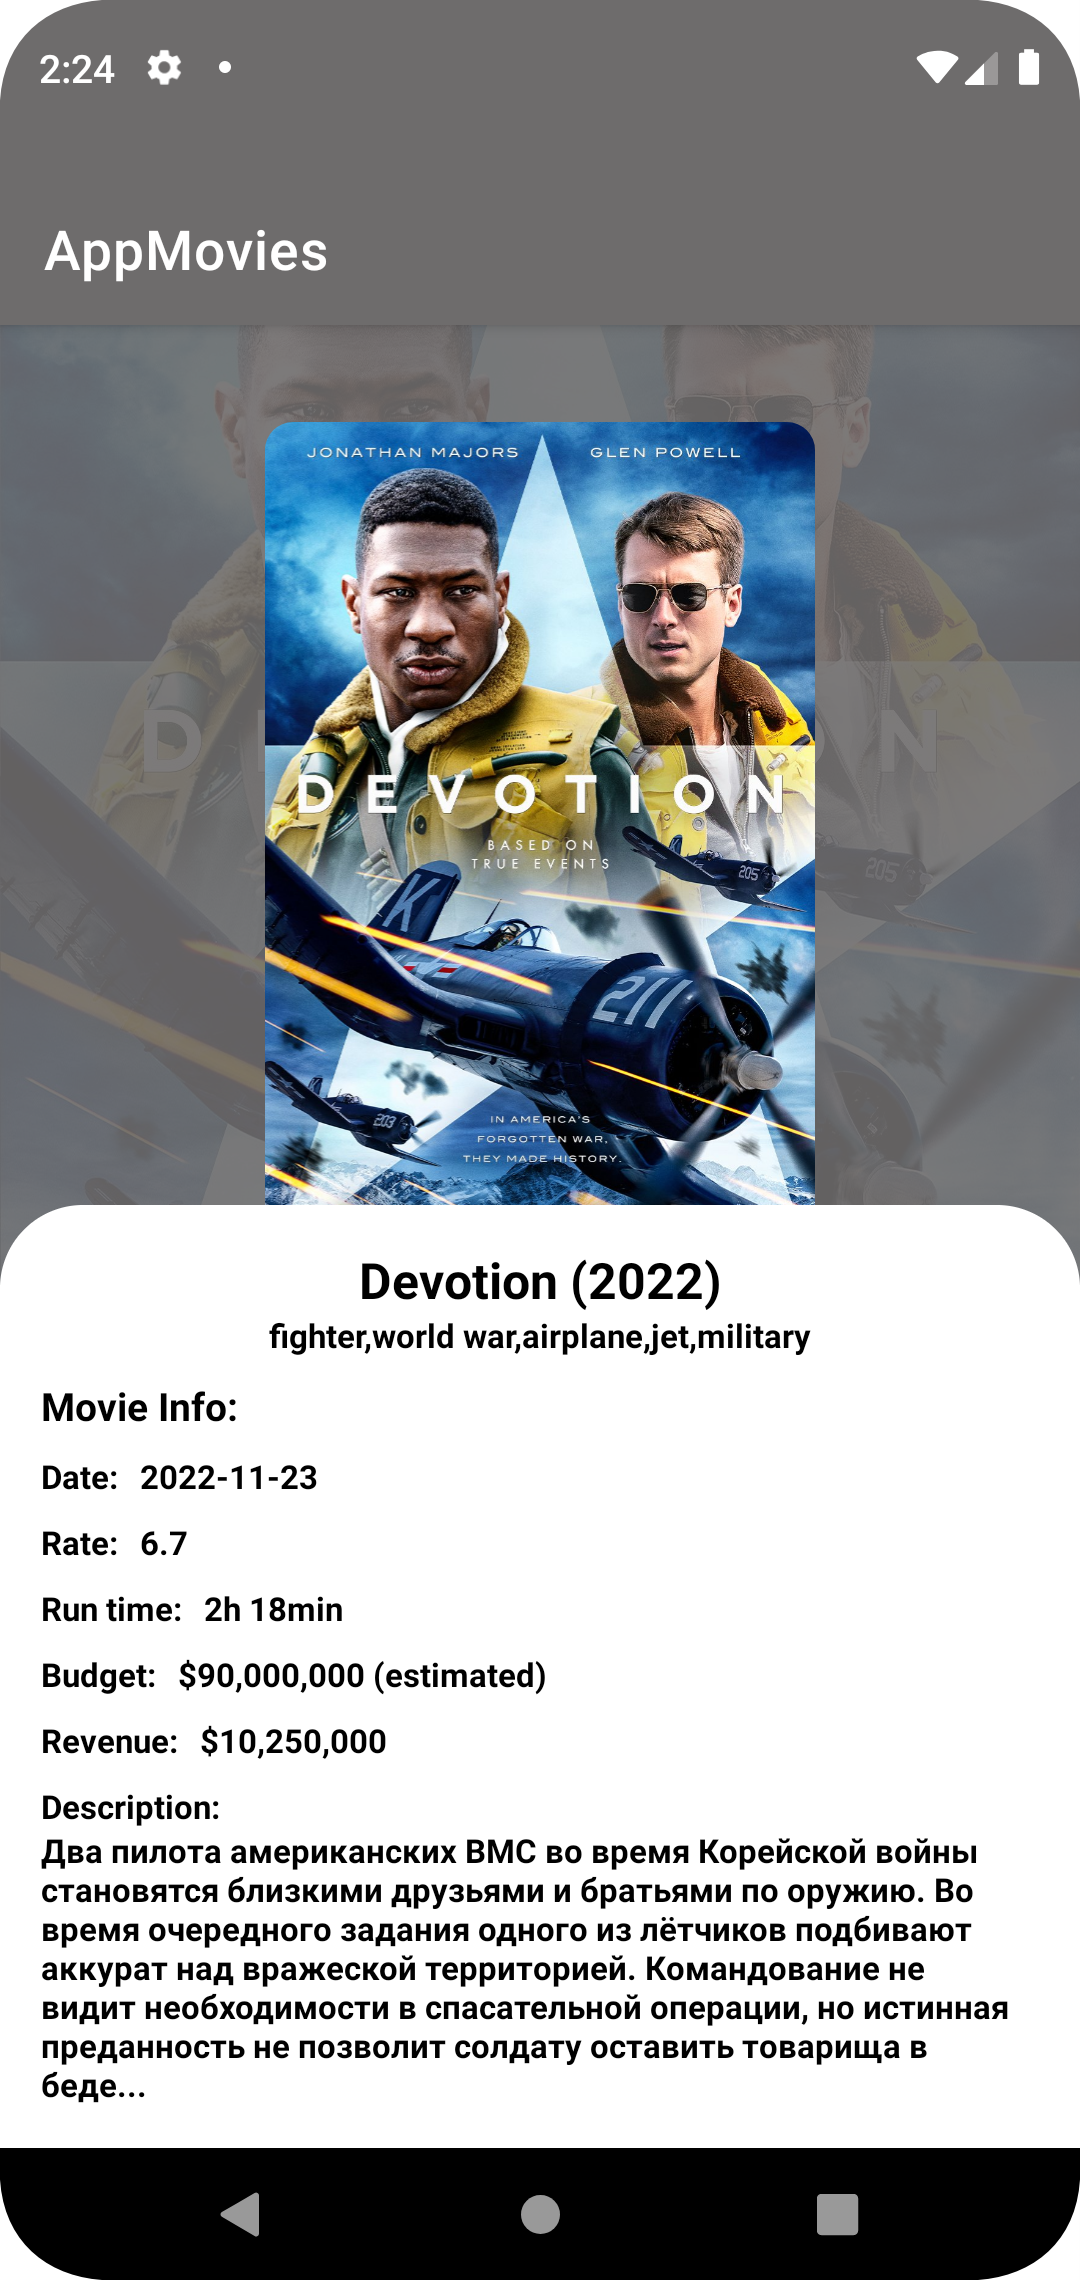 2:24
AppMovies
JONATHAN MAJORS GLEN POWELL
DEVOTION
BASED ON
TRUE EVENTS
205
205
K
211
203
IN AMERICA'S
FORGOTTEN WAR,
THEY MADE HISTORY.
Devotion (2022)
fighter,world war,airplane,jet,military
Movie Info:
Date: 2022-11-23
Rate: 6.7
Run time: 2h 18min
Budget: $90,000,000 (estimated)
Revenue: $10,250,000
Description:
Два пилота американских ВМС во время Корейской войны
становятся близкими друзьями и братьями по оружию. Во
время очередного задания одного из лётчиков подбивают
аккурат над вражеской территорией. Командование не
видит необходимости в спасательной операции, но истинная
преданность не позволит солдату оставить товарища в
беде...